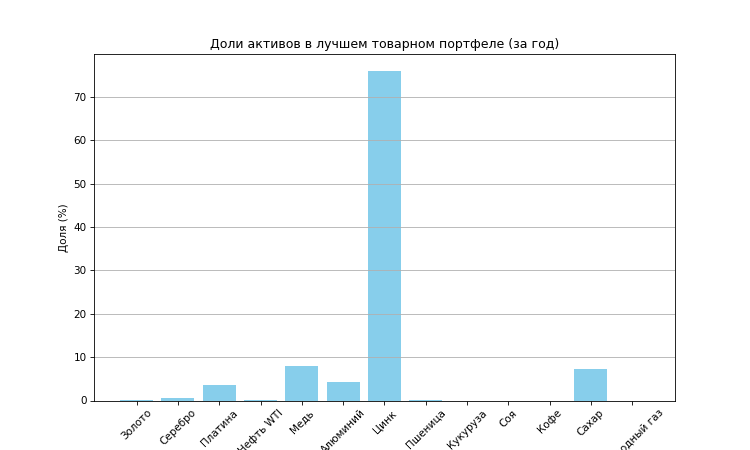 Доли активов в лучшем товарном портфеле (за год)
Доля (%)
70
60
50
40
30
20
10
0
Золото
Серебро
Платина
Нефть WTI
Медь
Алюминий
Цинк
Пшеница
Кукуруза
Соя
Кофе
Сахар
газ